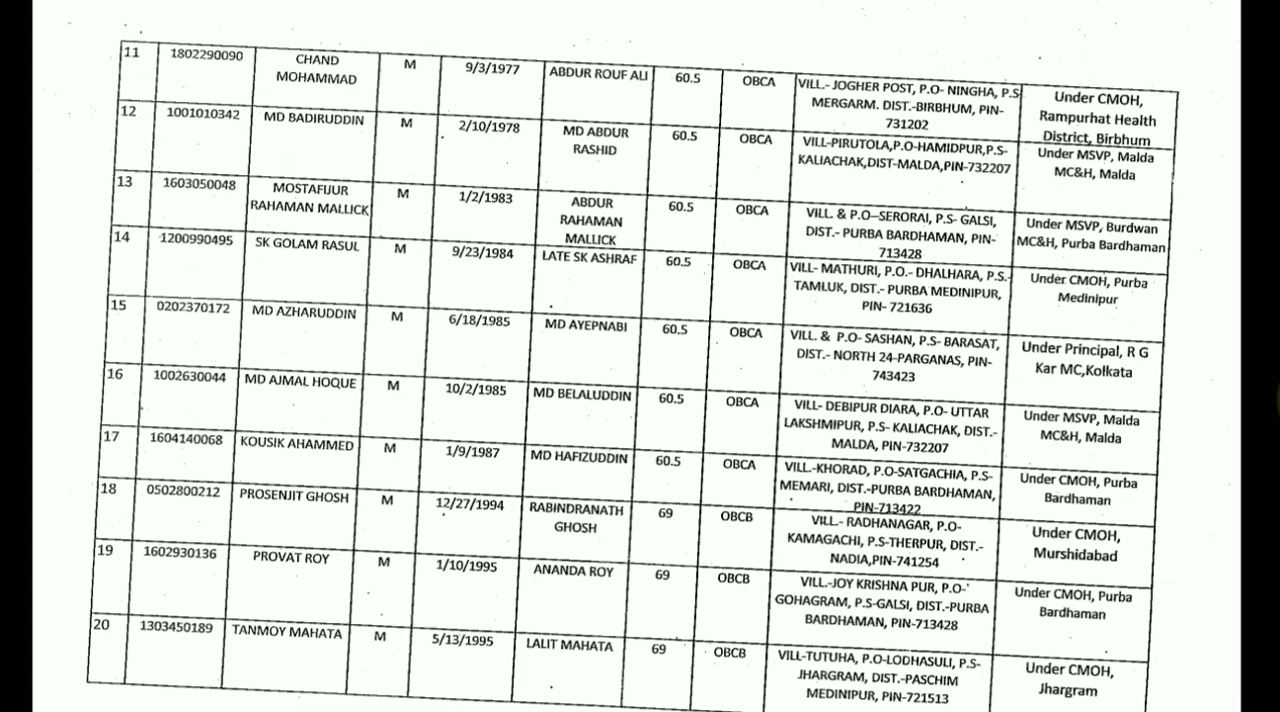 11 1802290090 CHAND M 9/3/1977 ABDUR ROUF ALI 60.5 OBCA VILL.- JOGHER POST, P.O- NINGHA, P.S Under CMOH,
MOHAMMAD MERGARM. DIST.-BIRBHUM, PIN- Rampurhat Health
731202 District, Birbhum
12 1001010342 MD BADIRUDDIN M 2/10/1978 MD ABDUR 60.5 OBCA VILL-PIRUTOLA,P.O-HAMIDPUR,P.S- Under MSVP, Malda
RASHID KALIACHAK,DIST-MALDA,PIN-732207 MC&H, Malda
13 1603050048 MOSTAFIJUR M 1/2/1983 ABDUR 60.5 OBCA VILL. & P.O--SERORAI, P.S- GALSI, Under MSVP, Burdwan
RAHAMAN MALLICK RAHAMAN DIST.- PURBA BARDHAMAN, PIN- MC&H, Purba Bardhaman
MALLICK 713428
14 1200990495 SK GOLAM RASUL M 9/23/1984 LATE SK ASHRAF 60.5 OBCA VILL- MATHURI, P.O.- DHALHARA, P.S.- Under CMOH, Purba
TAMLUK, DIST.- PURBA MEDINIPUR, Medinipur
PIN- 721636
15 0202370172 MD AZHARUDDIN M 6/18/1985 MD AYEPNABI 60.5 OBCA VILL. & P.O- SASHAN, P.S- BARASAT, Under Principal, R G
DIST.- NORTH 24-PARGANAS, PIN- Kar MC,Kolkata
743423
16 1002630044 MD AJMAL HOQUE M 10/2/1985 MD BELALUDDIN 60.5 OBCA VILL- DEBIPUR DIARA, P.O- UTTAR Under MSVP, Malda
LAKSHMIPUR, P.S- KALIACHAK, DIST.- MC&H, Malda
MALDA, PIN-732207
17 1604140068 KOUSIK AHAMMED M 1/9/1987 MD HAFIZUDDIN 60.5 OBCA VILL.-KHORAD, P.O-SATGACHIA, P.S- Under CMOH, Purba
MEMARI, DIST.-PURBA BARDHAMAN, Bardhaman
PIN-713422
18 0502800212 PROSENJIT GHOSH M 12/27/1994 RABINDRANATH 69 OBCB VILL.- RADHANAGAR, P.O- Under CMOH,
GHOSH KAMAGACHI, P.S-THERPUR, DIST.- Murshidabad
NADIA,PIN-741254
19 1602930136 PROVAT ROY M 1/10/1995 ANANDA ROY 69 OBCB VILL.-JOY KRISHNA PUR, P.O- Under CMOH, Purba
GOHAGRAM, P.S-GALSI, DIST.-PURBA Bardhaman
BARDHAMAN, PIN-713428
20 1303450189 TANMOY MAHATA M 5/13/1995 LALIT MAHATA 69 OBCB VILL-TUTUHA, P.O-LODHASULI, P.S- Under CMOH,
JHARGRAM, DIST.-PASCHIM Jhargram
MEDINIPUR, PIN-721513